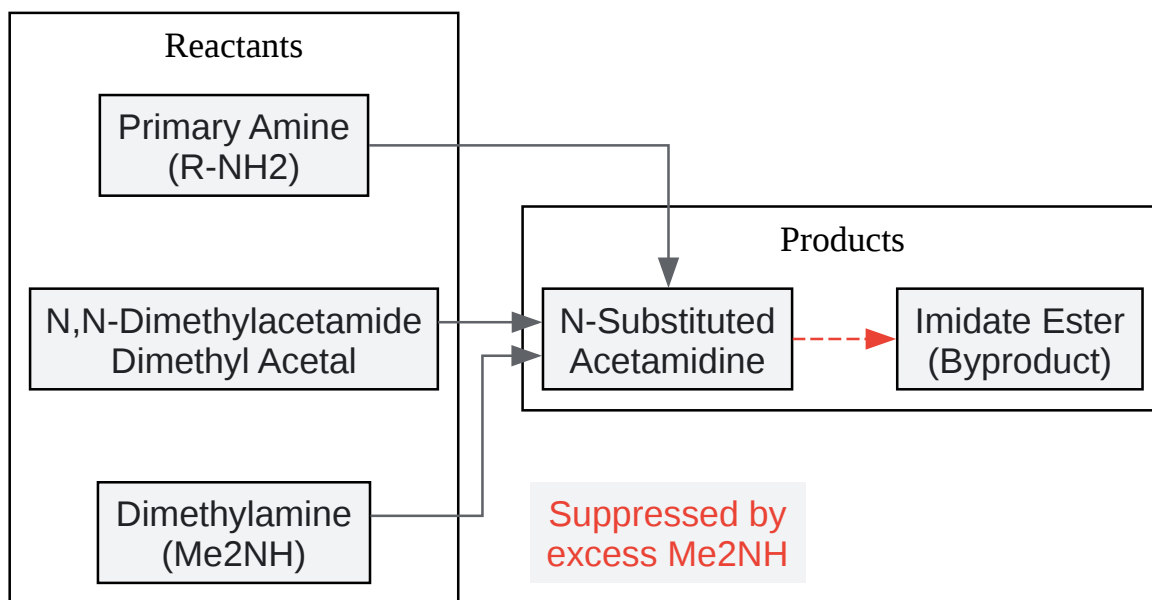 Reactants
Primary Amine
(R-NH2)
Products
N,N-Dimethylacetamide
Dimethyl Acetal
N-Substituted
Acetamidine
Imidate Ester
(Byproduct)
Dimethylamine
(Me2NH)
Suppressed by
excess Me2NH